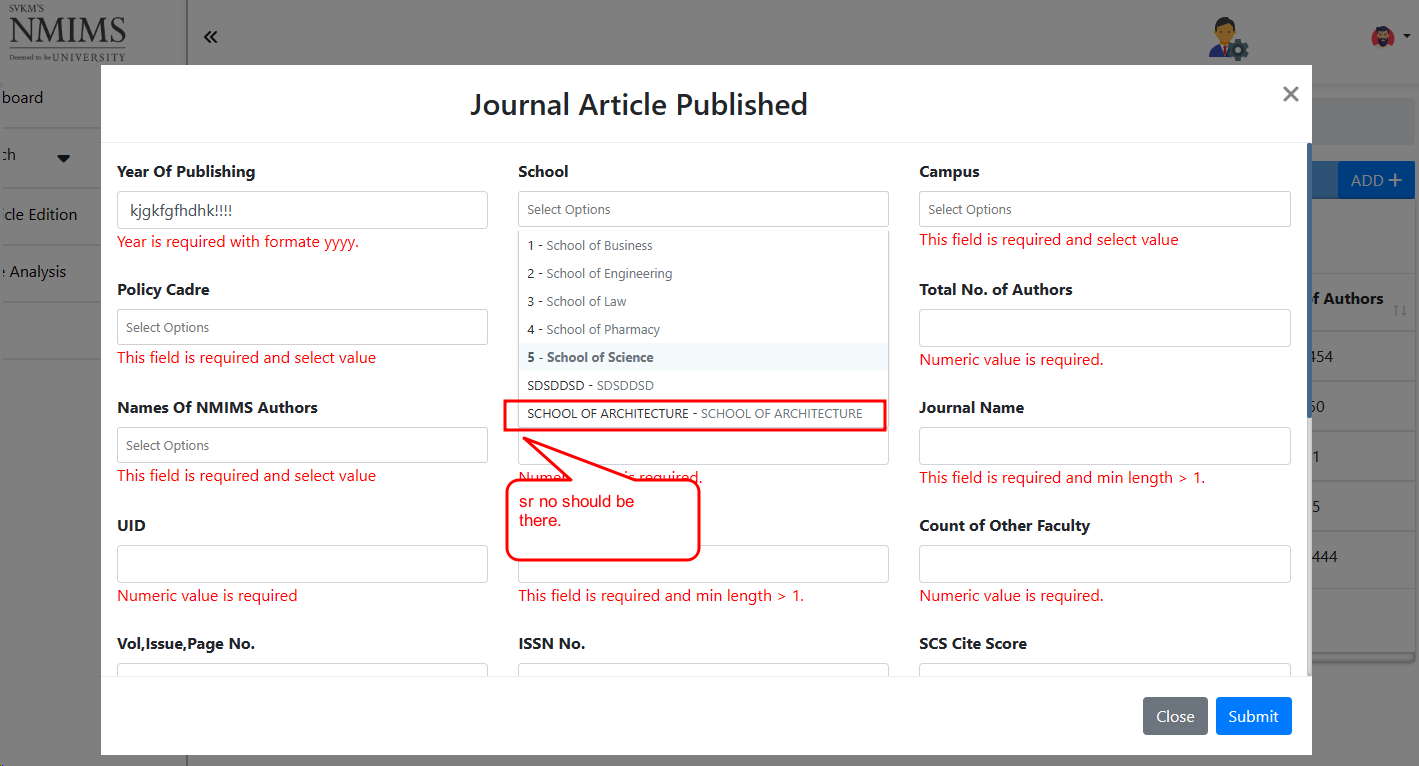 SVKM'S
NMIMS
Deemed to be UNIVERSITY
«
board
ch
cle Edition
e Analysis
Journal Article Published
ADD +
Year Of Publishing
kjgkfgfhdhk!!!!
Year is required with formate yyyy.
School
Select Options
1 - School of Business
2 - School of Engineering
3 - School of Law
4 - School of Pharmacy
5 - School of Science
SDSDDSD - SDSDDSD
SCHOOL OF ARCHITECTURE - SCHOOL OF ARCHITECTURE
Campus
Select Options
This field is required and select value
Policy Cadre
Select Options
This field is required and select value
Total No. of Authors
Numeric value is required.
f Authors
454
50
1
5
444
Names Of NMIMS Authors
Select Options
This field is required and select value
Nume is required.
sr no should be
there.
Journal Name
This field is required and min length > 1.
UID
Numeric value is required
This field is required and min length > 1.
Count of Other Faculty
Numeric value is required.
Vol,Issue,Page No.
ISSN No.
SCS Cite Score
Close
Submit